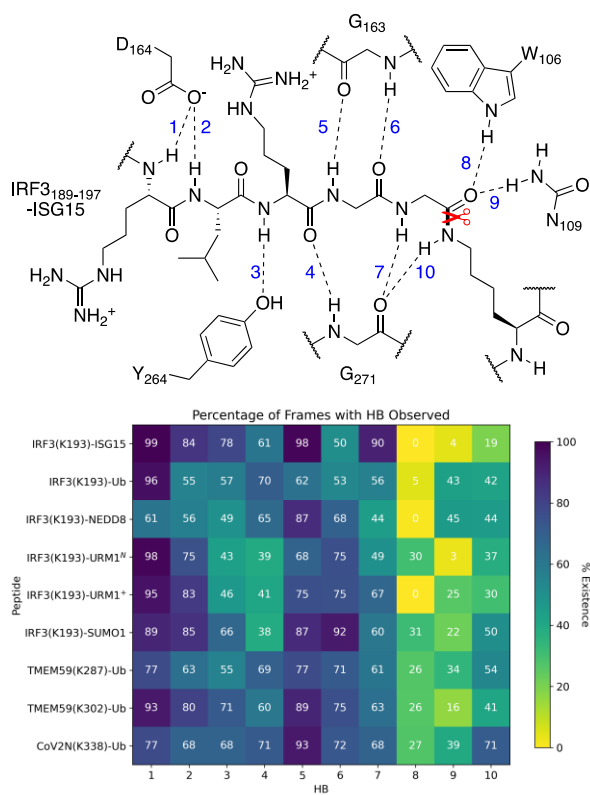 G163
D164
W106
H2N
NH2+
HN
O
O
O-
O
N
H
N
H
1
2
5
6
8
9
H
H
H
H
N
H
H
N
O
N
O
O
O
H
N
N109
IRF3189-197
-ISG15
O
N
H
O
N
H
N
H
N
3
4
7
10
NH
H2N
NH2+
OH
H
N
O
O
N
H
Y264
G271
Percentage of Frames with HB Observed
IRF3(K193)-ISG15 99 84 78 61 98 50 90 0 4 19
IRF3(K193)-Ub 96 55 57 70 62 53 56 5 43 42
IRF3(K193)-NEDD8 61 56 49 65 87 68 44 0 45 44
IRF3(K193)-URM1N 98 75 43 39 68 75 49 30 3 37
IRF3(K193)-URM1+ 95 83 46 41 75 75 67 0 25 30
IRF3(K193)-SUMO1 89 85 66 38 87 92 60 31 22 50
TMEM59(K287)-Ub 77 63 55 69 77 71 61 26 34 54
TMEM59(K302)-Ub 93 80 71 60 89 75 63 26 16 41
CoV2N(K338)-Ub 77 68 68 71 93 72 68 27 39 71
1 2 3 4 5 6 7 8 9 10
HB
Peptide
100
80
60
40
20
0
% Existence